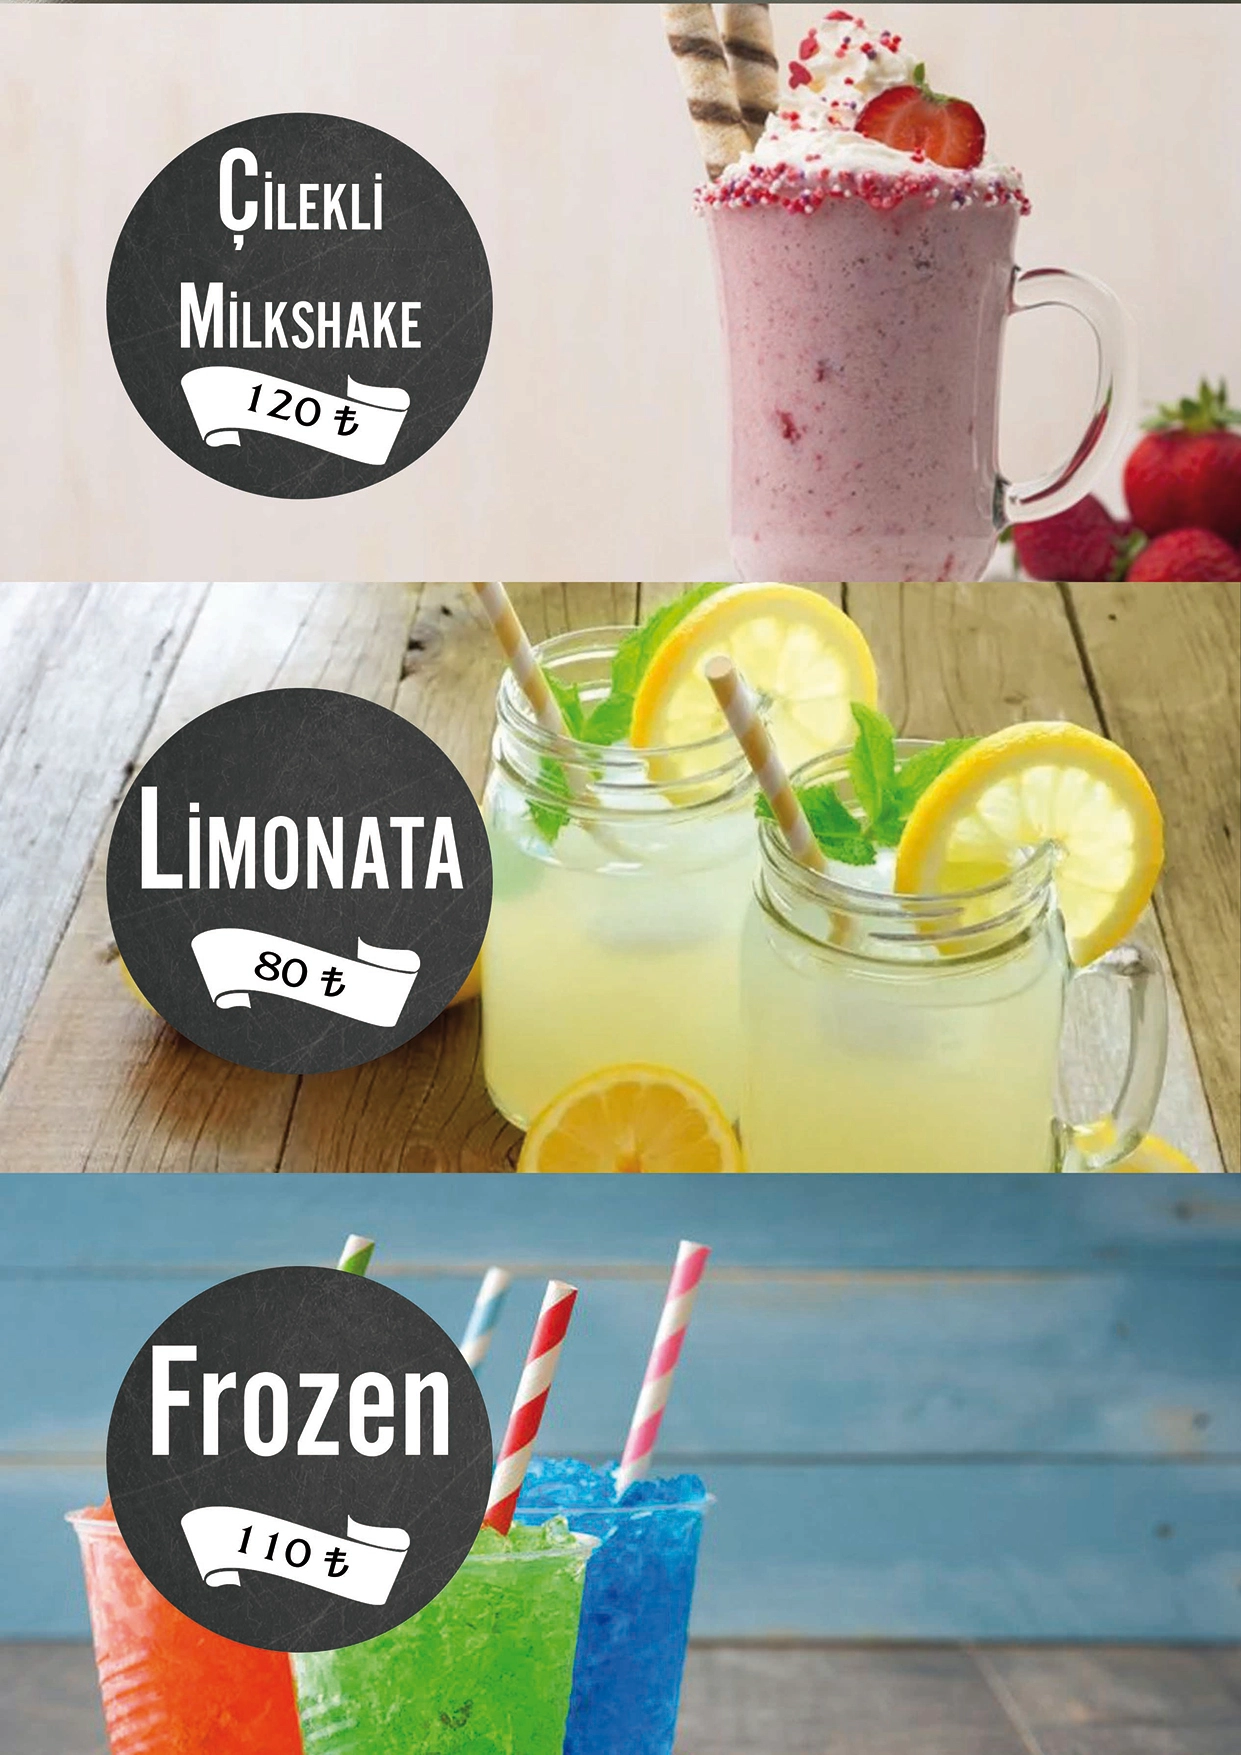 Çilekli
Milkshake
120 ₺
Limonata
80 ₺
Frozen
110 ₺